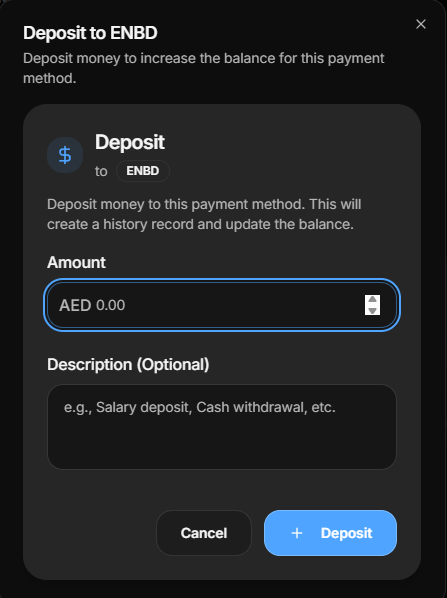 Deposit to ENBD
Deposit money to increase the balance for this payment
method.
$
Deposit
to ENBD
Deposit money to this payment method. This will
create a history record and update the balance.
Amount
AED 0.00
Description (Optional)
e.g., Salary deposit, Cash withdrawal, etc.
Cancel
+ Deposit